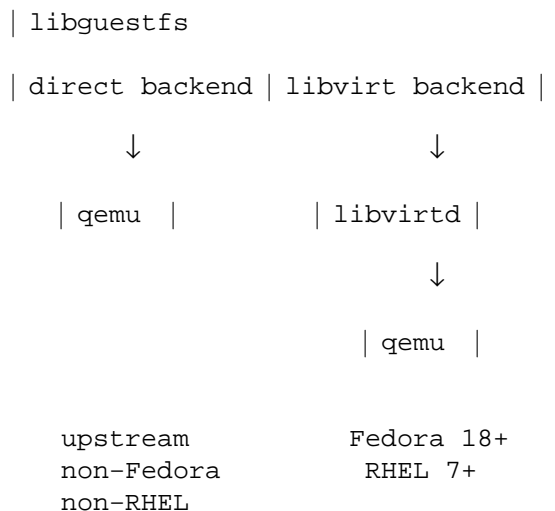 | libguestfs
| direct backend | libvirt backend |
↓ ↓
| qemu | | libvirtd |
↓
| qemu |
upstream Fedora 18+
non-Fedora RHEL 7+
non-RHEL